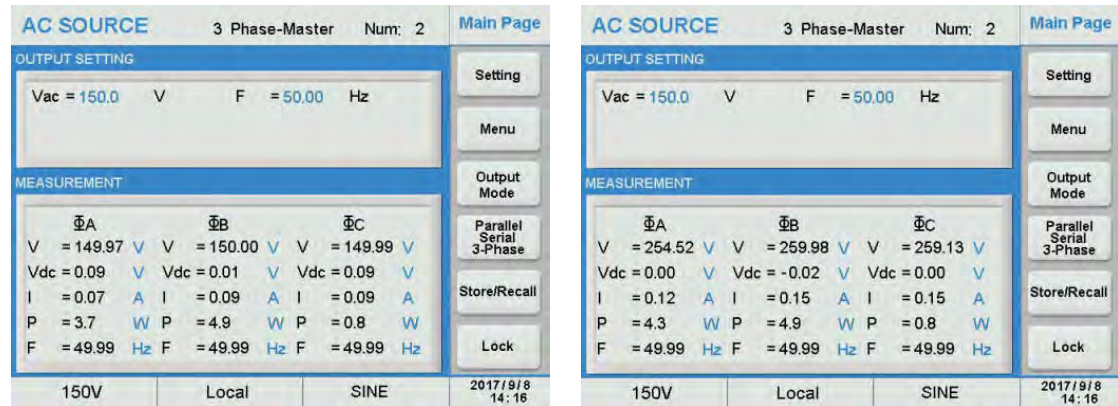 AC SOURCE 3 Phase-Master Num: 2 Main Page
OUTPUT SETTING
Setting
Vac = 150.0 V F = 50.00 Hz
Menu
MEASUREMENT
Output
Mode
ΦA ΦB ΦC
Parallel
Serial
3-Phase
V = 149.97 V V = 150.00 V V = 149.99 V
Vdc = 0.09 V Vdc = 0.01 V Vdc = 0.09 V
Store/Recall
I = 0.07 A I = 0.09 A I = 0.09 A
P = 3.7 W P = 4.9 W P = 0.8 W
Lock
F = 49.99 Hz F = 49.99 Hz F = 49.99 Hz
150V Local SINE 2017/9/8
14:16
AC SOURCE 3 Phase-Master Num: 2 Main Page
OUTPUT SETTING
Setting
Vac = 150.0 V F = 50.00 Hz
Menu
MEASUREMENT
Output
Mode
ΦA ΦB ΦC
Parallel
Serial
3-Phase
V = 254.52 V V = 259.98 V V = 259.13 V
Vdc = 0.00 V Vdc = -0.02 V Vdc = 0.00 V
Store/Recall
I = 0.12 A I = 0.15 A I = 0.15 A
P = 4.3 W P = 4.9 W P = 0.8 W
Lock
F = 49.99 Hz F = 49.99 Hz F = 49.99 Hz
150V Local SINE 2017/9/8
14:16